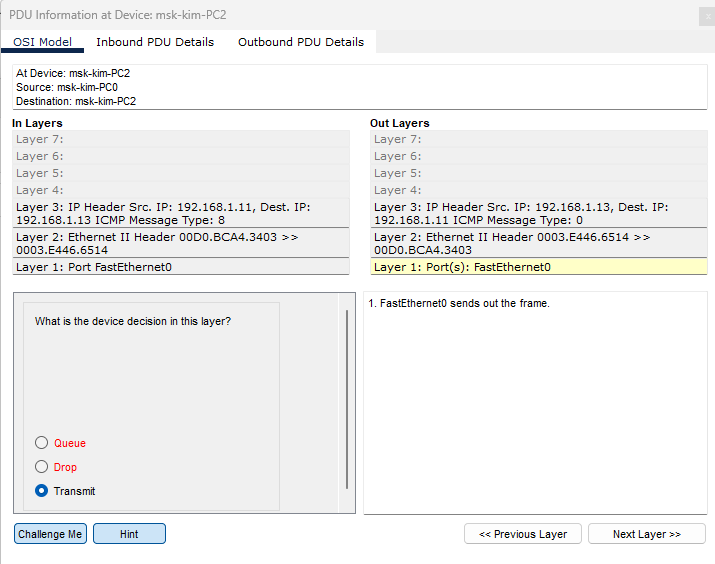 PDU Information at Device: msk-kim-PC2
x
OSI Model Inbound PDU Details Outbound PDU Details
At Device: msk-kim-PC2
Source: msk-kim-PC0
Destination: msk-kim-PC2
In Layers
Layer 7:
Layer 6:
Layer 5:
Layer 4:
Layer 3: IP Header Src. IP: 192.168.1.11, Dest. IP:
192.168.1.13 ICMP Message Type: 8
Layer 2: Ethernet II Header 00D0.BCA4.3403 >>
0003.E446.6514
Layer 1: Port FastEthernet0
Out Layers
Layer 7:
Layer 6:
Layer 5:
Layer 4:
Layer 3: IP Header Src. IP: 192.168.1.13, Dest. IP:
192.168.1.11 ICMP Message Type: 0
Layer 2: Ethernet II Header 0003.E446.6514 >>
00D0.BCA4.3403
Layer 1: Port(s): FastEthernet0
What is the device decision in this layer?
Queue
Drop
Transmit
1. FastEthernet0 sends out the frame.
Challenge Me Hint << Previous Layer Next Layer >>